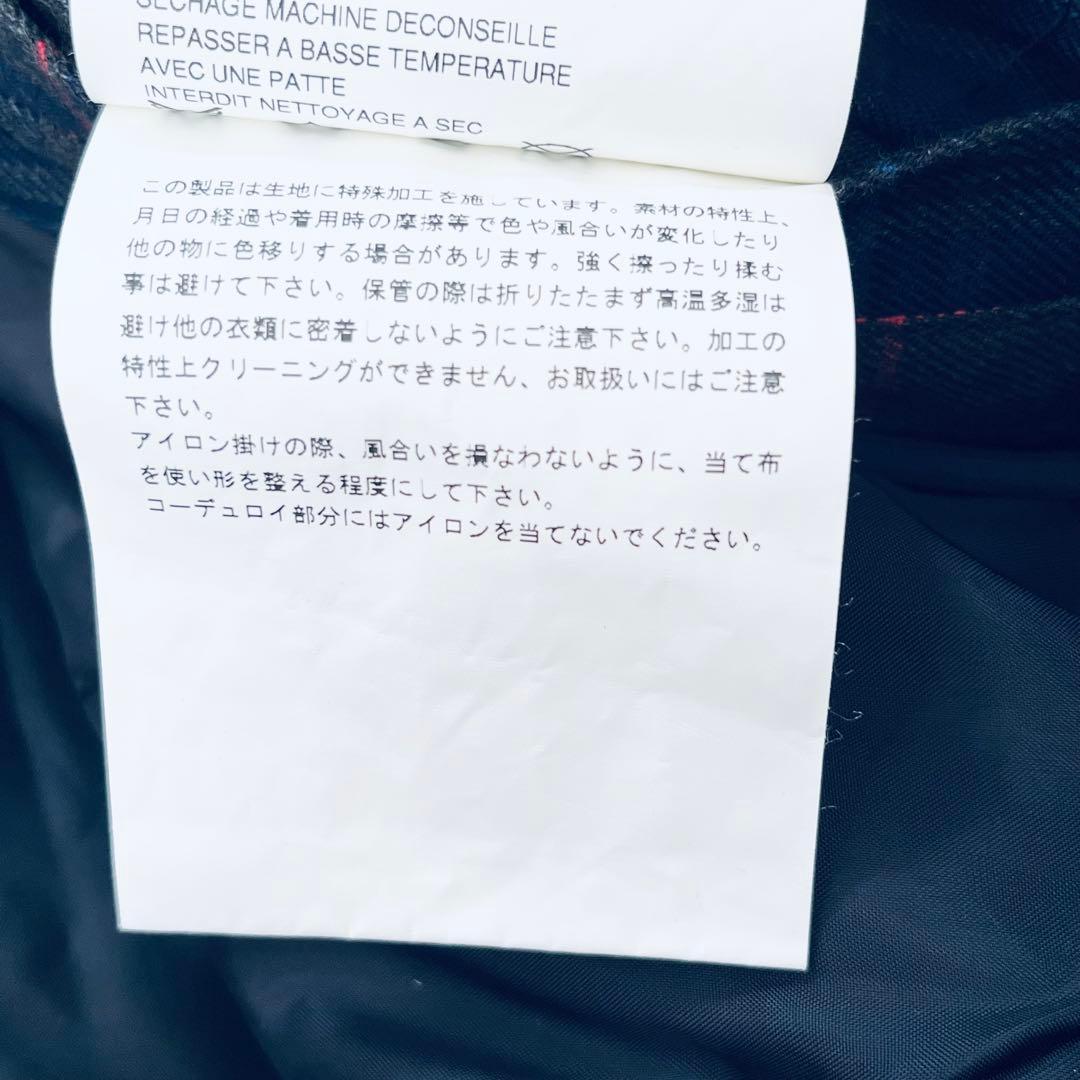 SECHAGE MACHINE DECONSEILLE
REPASSER A BASSE TEMPERATURE
AVEC UNE PATTE
INTERDIT NETTOYAGE A SEC
この製品は生地に特殊加工を施しています。素材の特性上、
月日の経過や着用時の摩擦等で色や風合いが変化したり
他の物に色移りする場合があります。強く擦ったり揉む
事は避けて下さい。保管の際は折りたたまず高温多湿は
避け他の衣類に密着しないようにご注意下さい。加工の
特性上クリーニングができません、お取扱いにはご注意
下さい。
アイロン掛けの際、風合いを損なわないように、当て布
を使い形を整える程度にして下さい。
コーデュロイ部分にはアイロンを当てないでください。